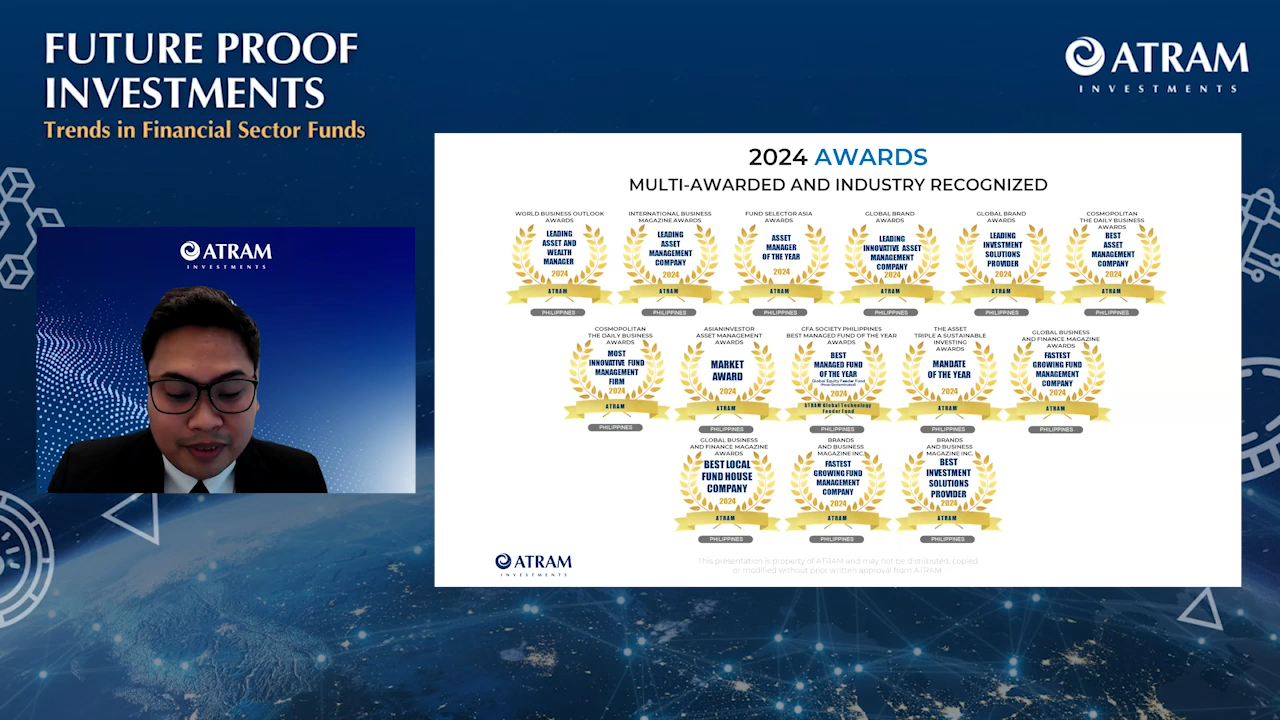 FUTURE PROOF
INVESTMENTS
Trends in Financial Sector Funds
ATRAM
INVESTMENTS
ATRAM
INVESTMENTS
2024 AWARDS
MULTI-AWARDED AND INDUSTRY RECOGNIZED
WORLD BUSINESS OUTLOOK
AWARDS
LEADING
ASSET AND
WEALTH
MANAGER
2024
ATRAM
PHILIPPINES
INTERNATIONAL BUSINESS
MAGAZINE AWARDS
LEADING
ASSET
MANAGEMENT
COMPANY
2024
ATRAM
PHILIPPINES
FUND SELECTOR ASIA
AWARDS
ASSET
MANAGER
OF THE YEAR
2024
ATRAM
PHILIPPINES
GLOBAL BRAND
AWARDS
LEADING
INNOVATIVE ASSET
MANAGEMENT
COMPANY
2024
ATRAM
PHILIPPINES
GLOBAL BRAND
AWARDS
LEADING
INVESTMENT
SOLUTIONS
PROVIDER
2024
ATRAM
PHILIPPINES
COSMOPOLITAN
THE DAILY BUSINESS
AWARDS
BEST
ASSET
MANAGEMENT
COMPANY
2024
ATRAM
PHILIPPINES
COSMOPOLITAN
THE DAILY BUSINESS
AWARDS
MOST
INNOVATIVE FUND
MANAGEMENT
FIRM
2024
ATRAM
PHILIPPINES
ASIANINVESTOR
ASSET MANAGEMENT
AWARDS
MARKET
AWARD
2024
ATRAM
PHILIPPINES
CFA SOCIETY PHILIPPINES
BEST MANAGED FUND OF THE YEAR
AWARDS
BEST
MANAGED FUND
OF THE YEAR
Global Equity Feeder Fund
2024
ATRAM Global Technology
Feeder Fund
PHILIPPINES
THE ASSET
TRIPLE A SUSTAINABLE
INVESTING
AWARDS
MANDATE
OF THE YEAR
2024
ATRAM
PHILIPPINES
GLOBAL BUSINESS
AND FINANCE MAGAZINE
AWARDS
FASTEST
GROWING FUND
MANAGEMENT
COMPANY
2024
ATRAM
PHILIPPINES
GLOBAL BUSINESS
AND FINANCE MAGAZINE
AWARDS
BEST LOCAL
FUND HOUSE
COMPANY
2024
ATRAM
PHILIPPINES
BRANDS
AND BUSINESS
MAGAZINE INC.
FASTEST
GROWING FUND
MANAGEMENT
COMPANY
2024
ATRAM
PHILIPPINES
BRANDS
AND BUSINESS
MAGAZINE INC.
BEST
INVESTMENT
SOLUTIONS
PROVIDER
2024
ATRAM
PHILIPPINES
ATRAM
INVESTMENTS
This presentation is property of ATRAM and may not be distributed, copied
or modified without prior written approval from ATRAM